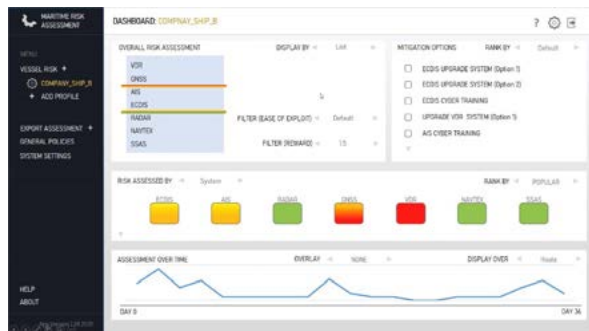 MARITIME RISK
ASSESSMENT
DASHBOARD: COMPNAY_SHIP_B
?
MENU
VESSEL RISK +
COMPANY_SHIP_B
+ ADD PROFILE
EXPORT ASSESSMENT +
GENERAL POLICIES
SYSTEM SETTINGS
HELP
ABOUT
OVERALL RISK ASSESSMENT
DISPLAY BY
List
VDR
GNSS
AIS
ECDIS
RADAR
NAVTEX
SSAS
FILTER (EASE OF EXPLOIT)
Default
FILTER (REWARD)
15
MITIGATION OPTIONS
RANK BY
Default
ECDIS UPGRADE SYSTEM (Option 1)
ECDIS UPGRADE SYSTEM (Option 2)
ECDIS CYBER TRAINING
UPGRADE VDR SYSTEM (Option 1)
AIS CYBER TRAINING
RISK ASSESSED BY
System
RANK BY
POPULAR
ECDIS AIS RADAR GNSS VDR NAVTEX SSAS
ASSESSMENT OVER TIME
OVERLAY
NONE
DISPLAY OVER
Route
DAY 0
DAY 36